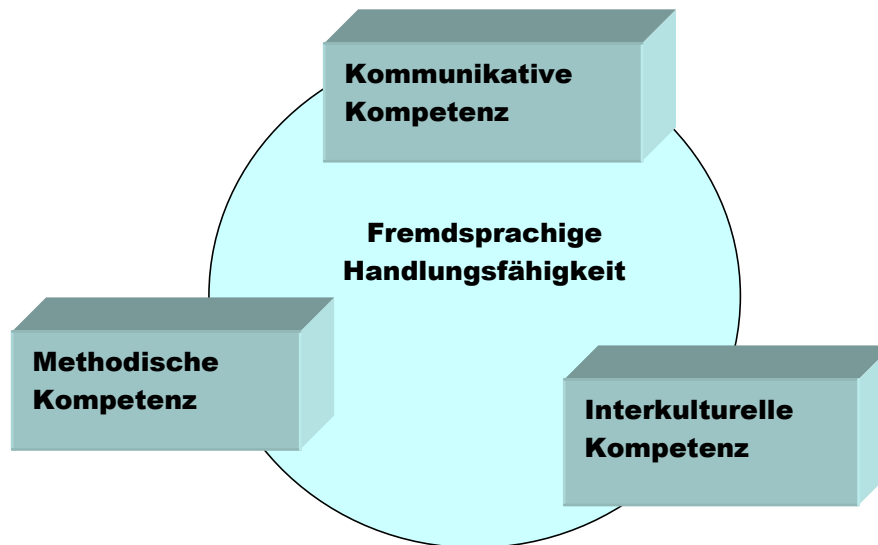 Kommunikative
Kompetenz
Fremdsprachige
Handlungsfähigkeit
Methodische
Kompetenz
Interkulturelle
Kompetenz